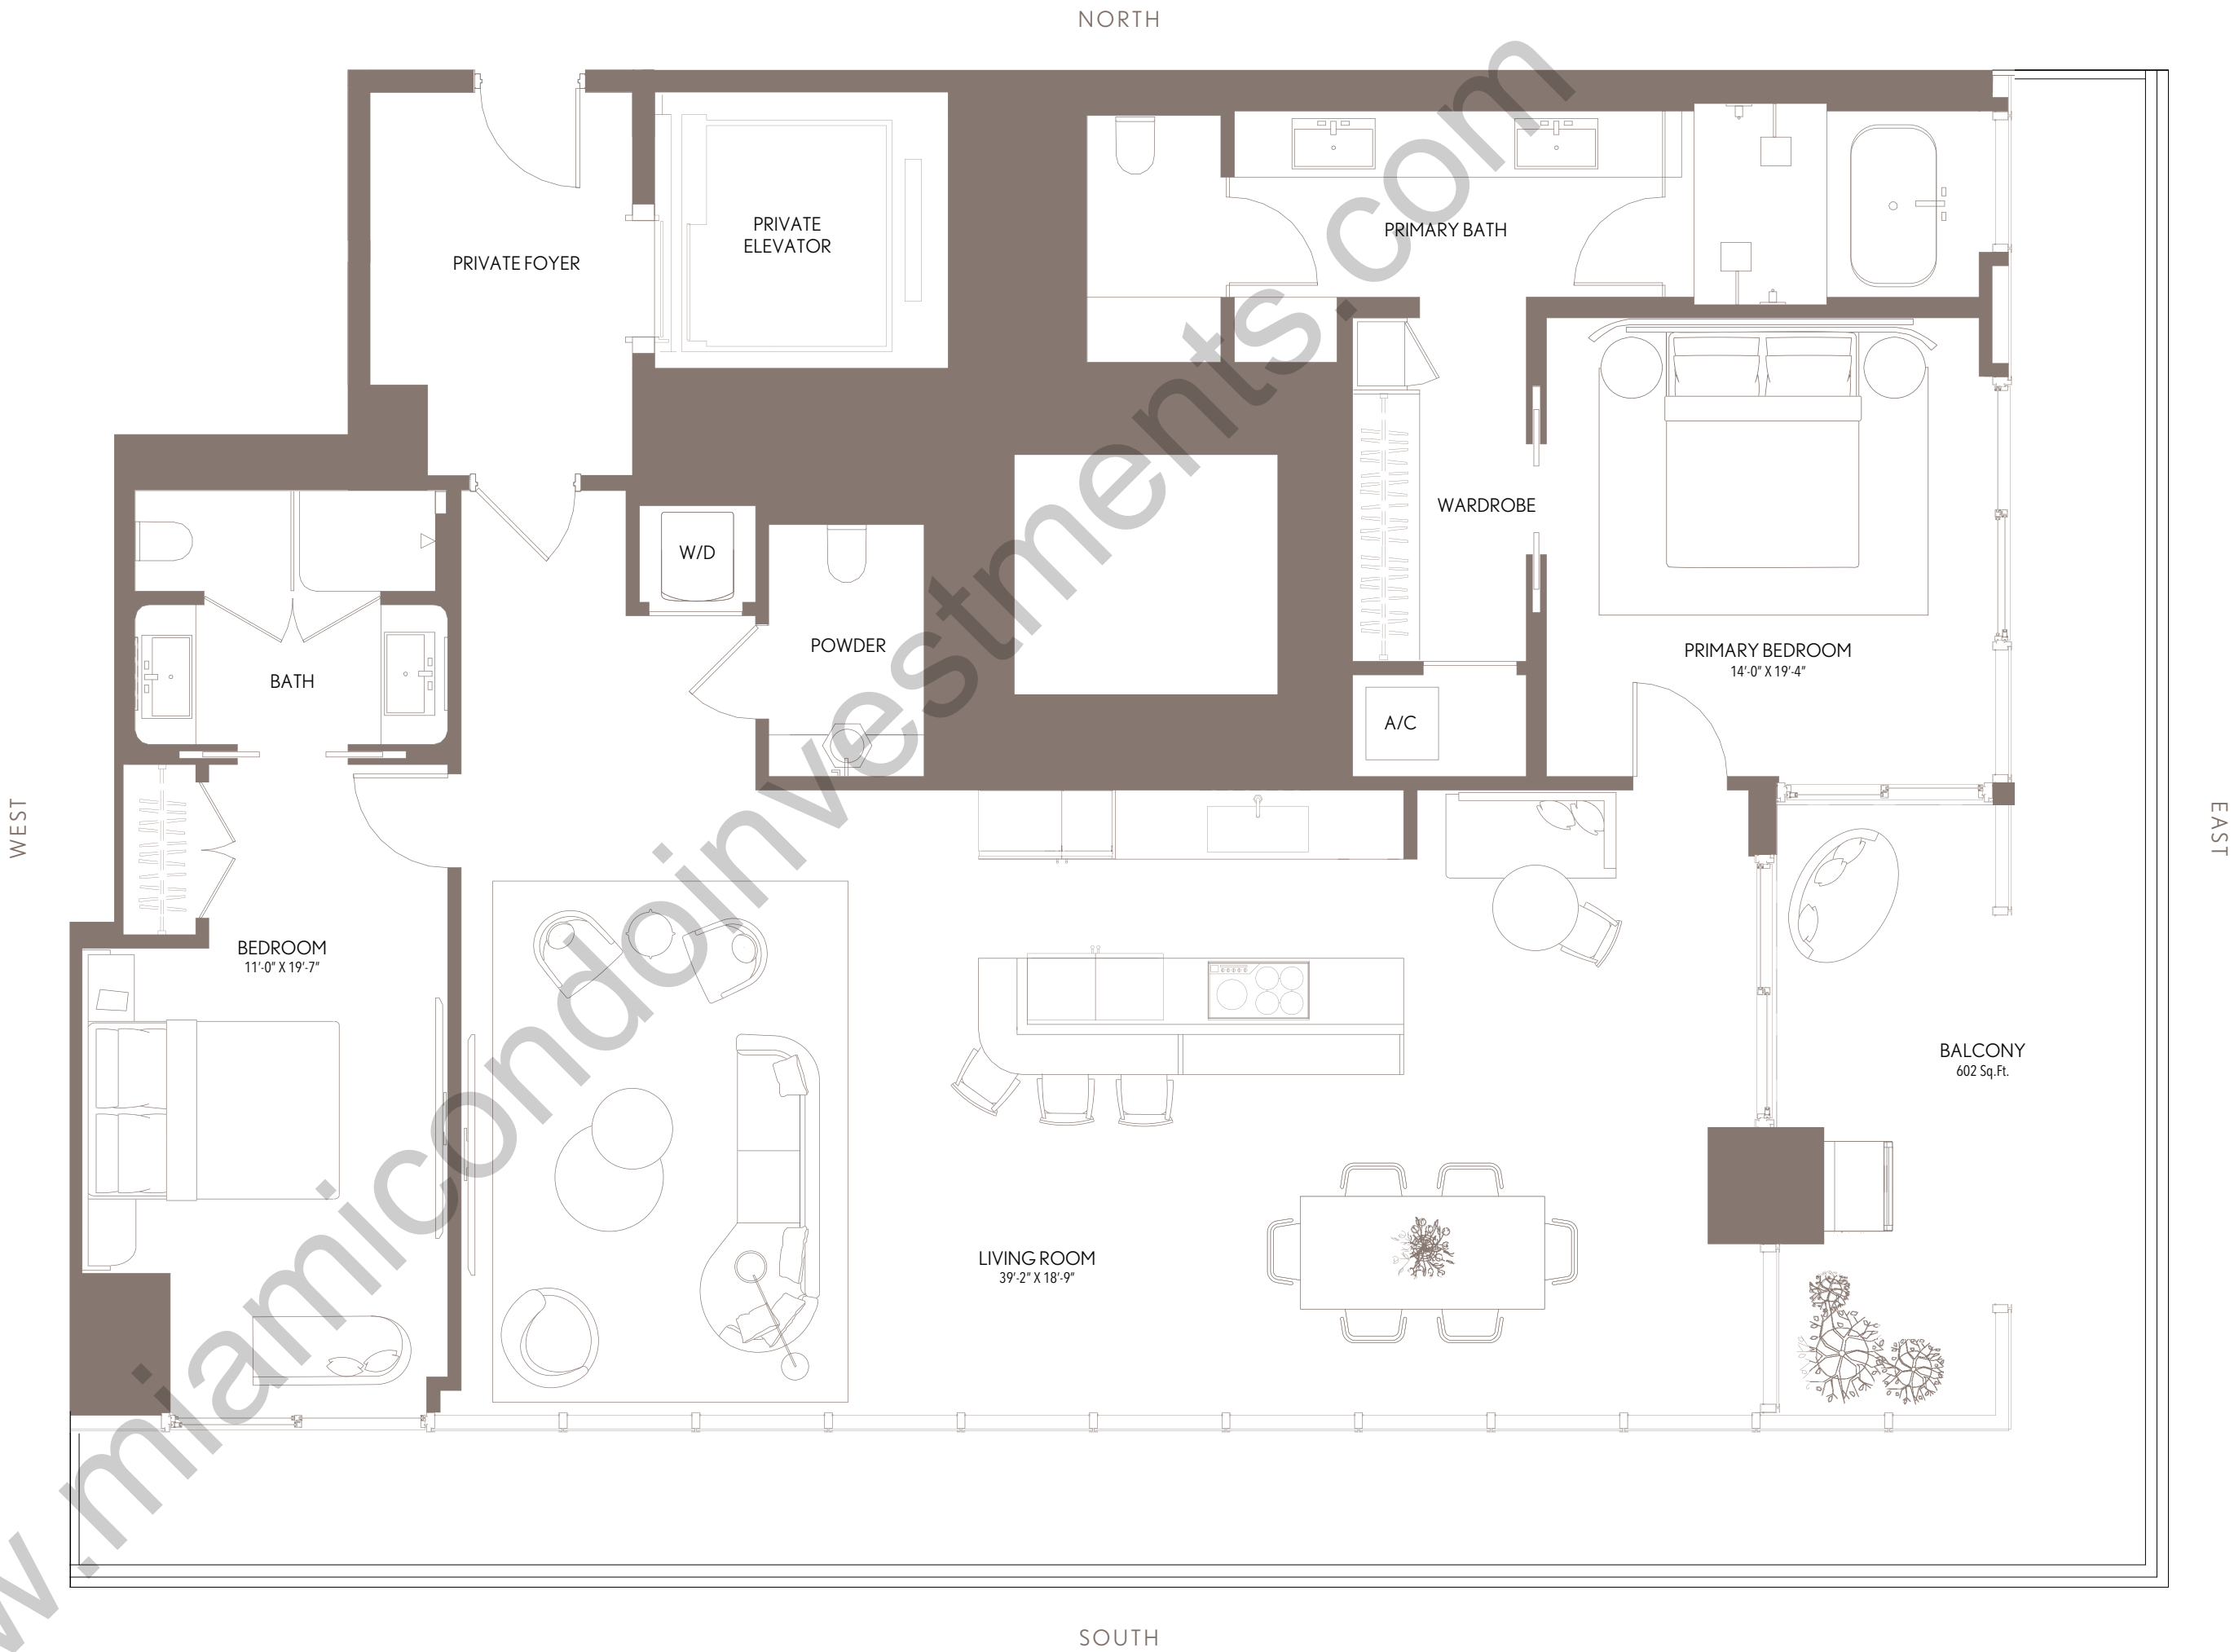 NORTH
PRIVATE
ELEVATOR
PRIMARY BATH
PRIVATE FOYER
WARDROBE
W/D
POWDER
PRIMARY BEDROOM
14'-0" X 19'-4"
BATH
A/C
WEST
EAST
BEDROOM
11'-0" X 19'-7"
BALCONY
602 Sq.Ft.
LIVING ROOM
39'-2" X 18'-9"
SOUTH
w.miamicondoinvestments.com